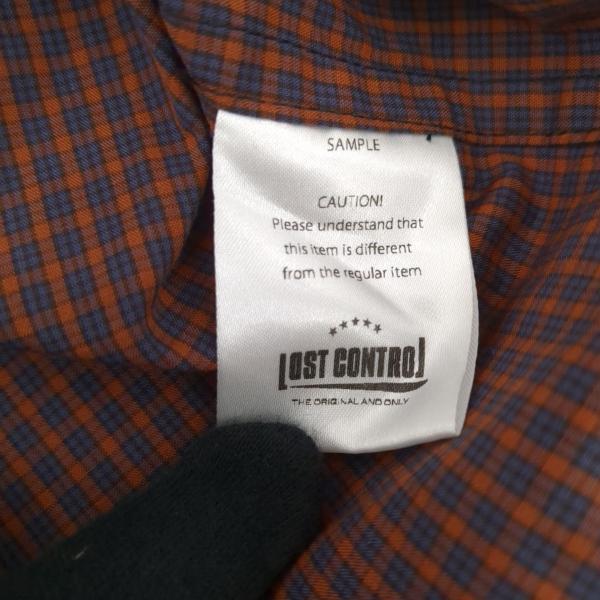 SAMPLE
CAUTION!
Please understand that
this item is different
from the regular item
LOST CONTROL
THE ORIGINAL AND ONLY